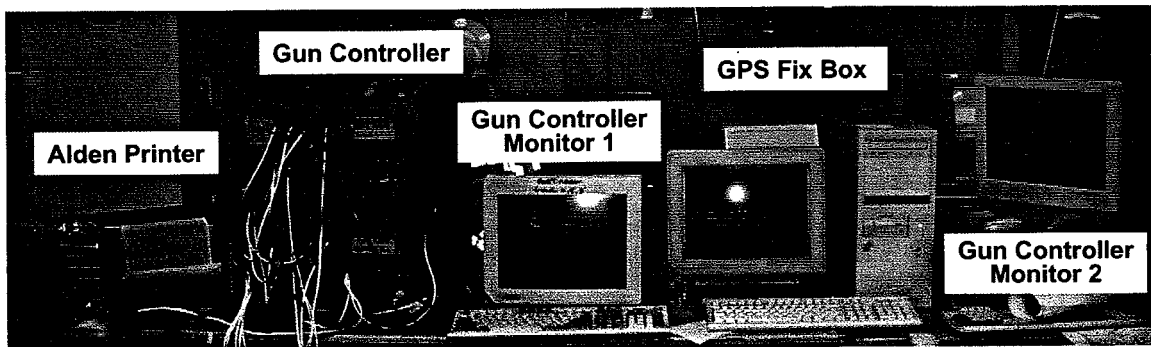 Gun Controller
GPS Fix Box
Gun Controller
Monitor 1
Alden Printer
Gun Controller
Monitor 2